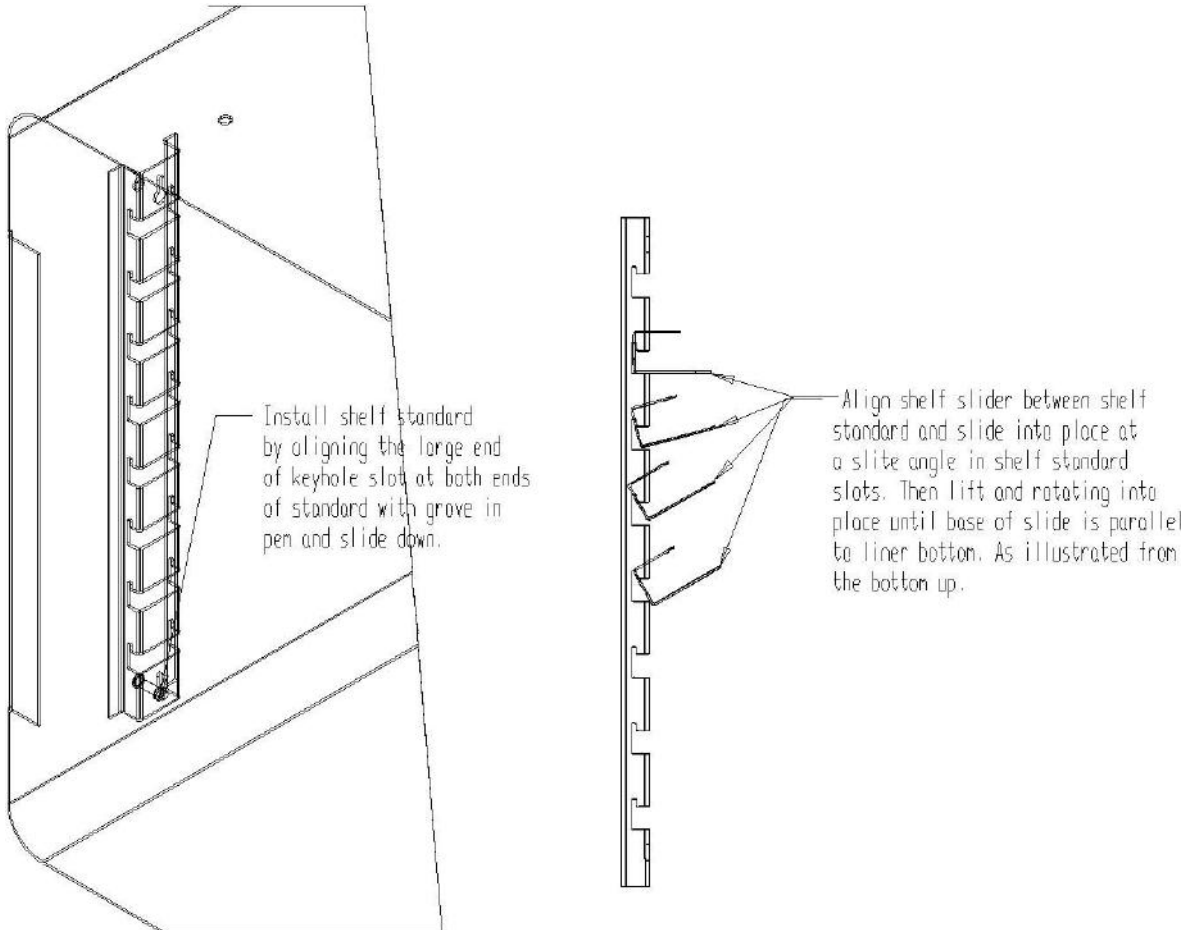 Install shelf standard
by aligning the large end
of keyhole slot at both ends
of standard with grove in
pem and slide down.
Align shelf slider between shelf
standard and slide into place at
a slite angle in shelf standard
slots. Then lift and rotating into
place until base of slide is parallel
to liner bottom. As illustrated from
the bottom up.